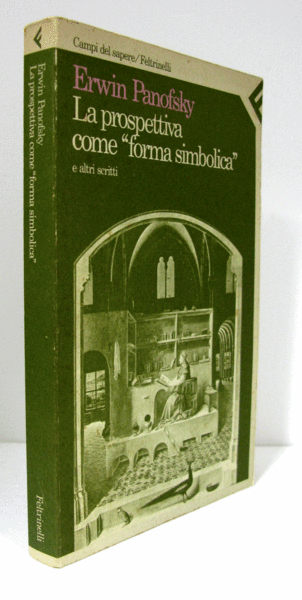 Campi del sapere/Feltrinelli
Erwin Panofsky
La prospettiva
come "forma simbolica"
e altri scritti
Erwin Panofsky
La prospettiva come "forma simbolica"
Feltrinelli